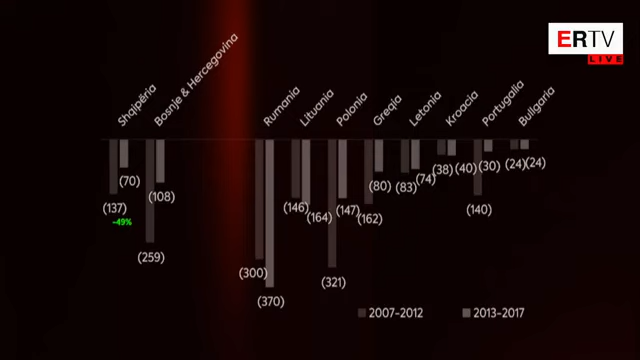 ERTV
LIVE
Shqipëria
Bosnje & Hercegovina
Rumania
Lituania
Polonia
Greqia
Letonia
Kroacia
Portugalia
Bullgaria
(137)
(70)
-49%
(259)
(108)
(300)
(370)
(146)
(164)
(321)
(147)
(162)
(80)
(83)
(74)
(38)
(40)
(140)
(30)
(24)
(24)
2007-2012
2013-2017